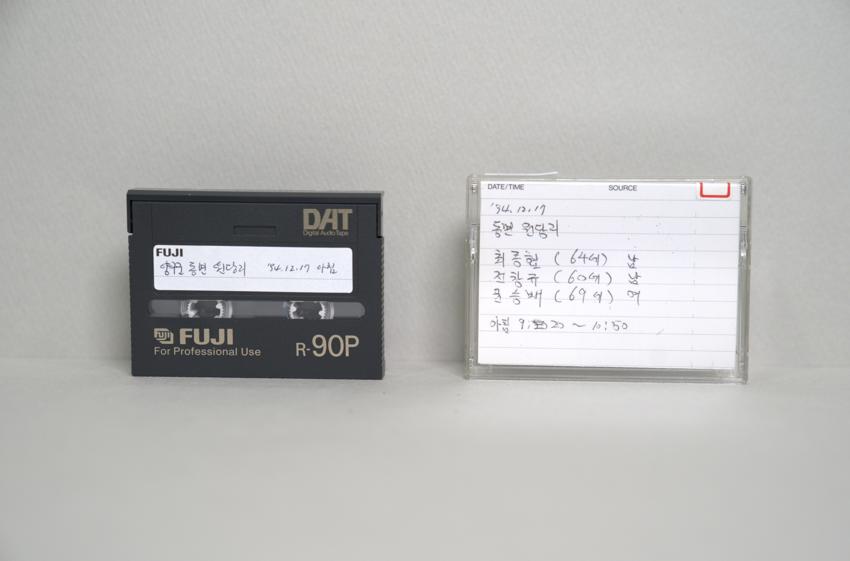 DAT
Digital Audio Tape
FUJI
양구군 동면 원당리 '94.12.17 아침
FUJI FUJI
For Professional Use
R-90P
DATE/TIME SOURCE
'94.12.17
동면 원당리
최종현 (64세) 남
전창규 (60세) 남
승배 (69세) 여
아침 9:20 ~ 10:50